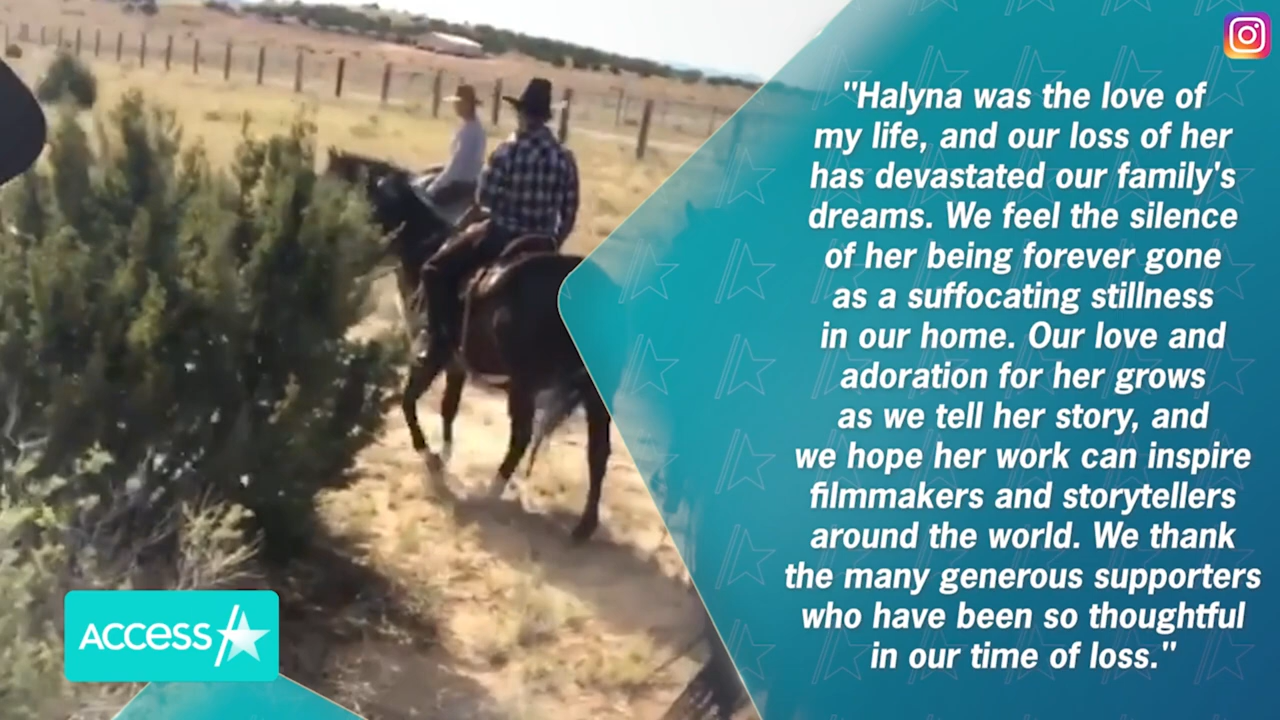 "Halyna was the love of
my life, and our loss of her
has devastated our family's
dreams. We feel the silence
of her being forever gone
as a suffocating stillness
in our home. Our love and
adoration for her grows
as we tell her story, and
we hope her work can inspire
filmmakers and storytellers
around the world. We thank
the many generous supporters
who have been so thoughtful
in our time of loss."
ACCESS